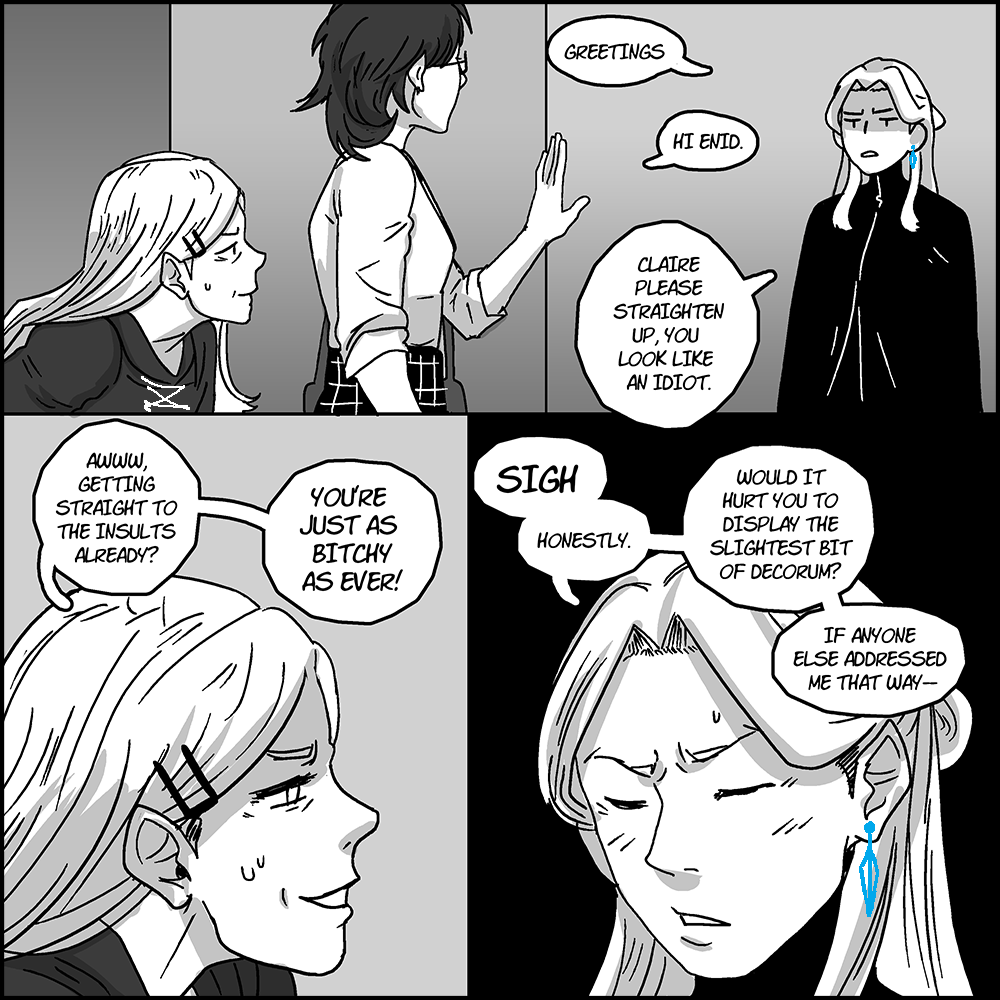 GREETINGS
HI ENID.
CLAIRE
PLEASE
STRAIGHTEN
UP, YOU
LOOK LIKE
AN IDIOT.
AWWW,
GETTING
STRAIGHT TO
THE INSULTS
ALREADY?
YOU'RE
JUST AS
BITCHY
AS EVER!
SIGH
HONESTLY.
WOULD IT
HURT YOU TO
DISPLAY THE
SLIGHTEST BIT
OF DECORUM?
IF ANYONE
ELSE ADDRESSED
ME THAT WAY--